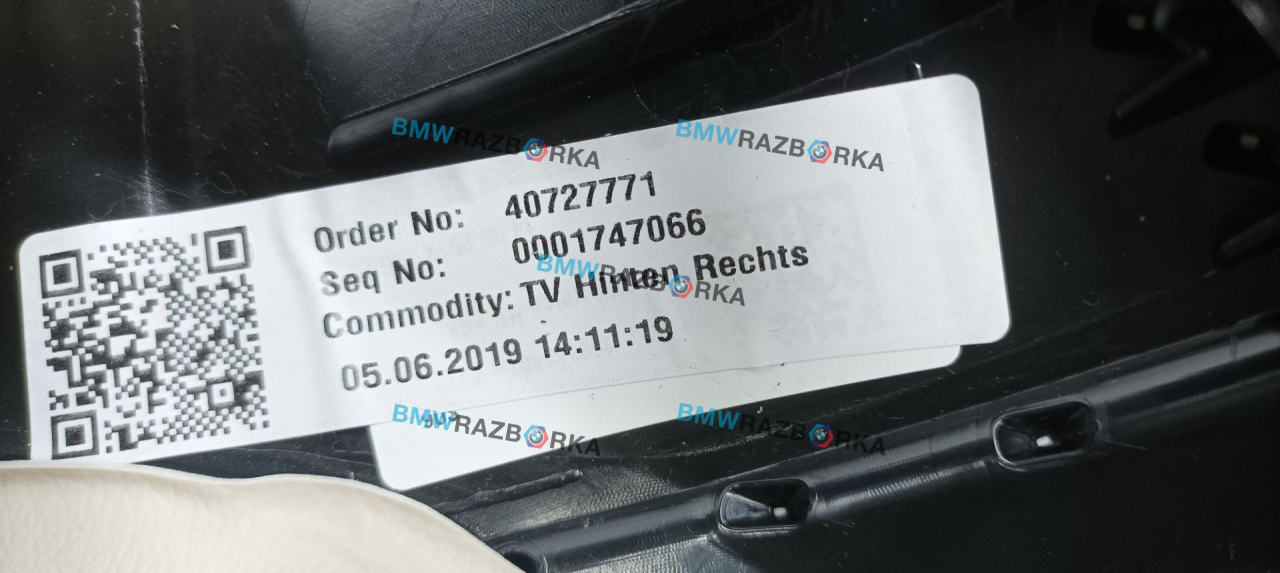 Order No: 40727771
Seq No: 0001747066
Commodity: TV Hinten Rechts
05.06.2019 14:11:19
BMWRAZBORKA
BMWRAZBORKA
BMWRAZBORKA
BMWRAZBORKA
BMWRAZBORKA